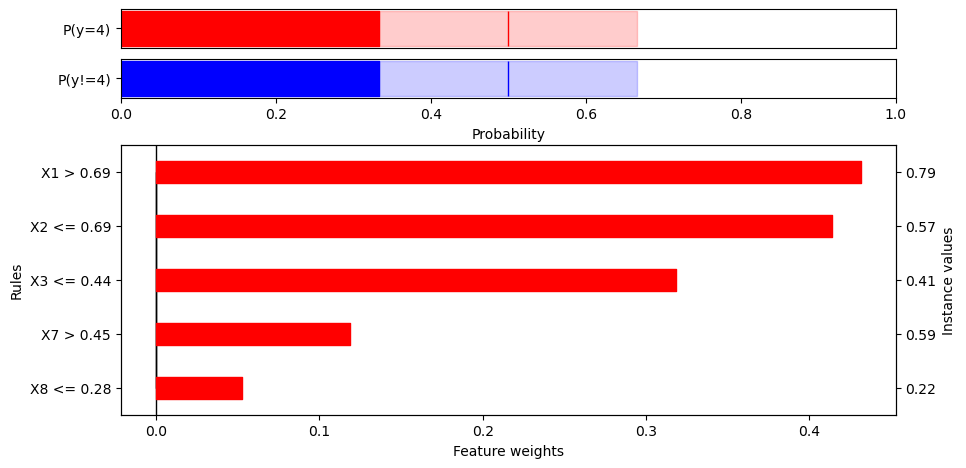 P(y=4)
P(y!=4)
0.0 0.2 0.4 0.6 0.8 1.0
Probability
Rules
X1 > 0.69 0.79
X2 <= 0.69 0.57
X3 <= 0.44 0.41
X7 > 0.45 0.59
X8 <= 0.28 0.22
Instance values
0.0 0.1 0.2 0.3 0.4
Feature weights